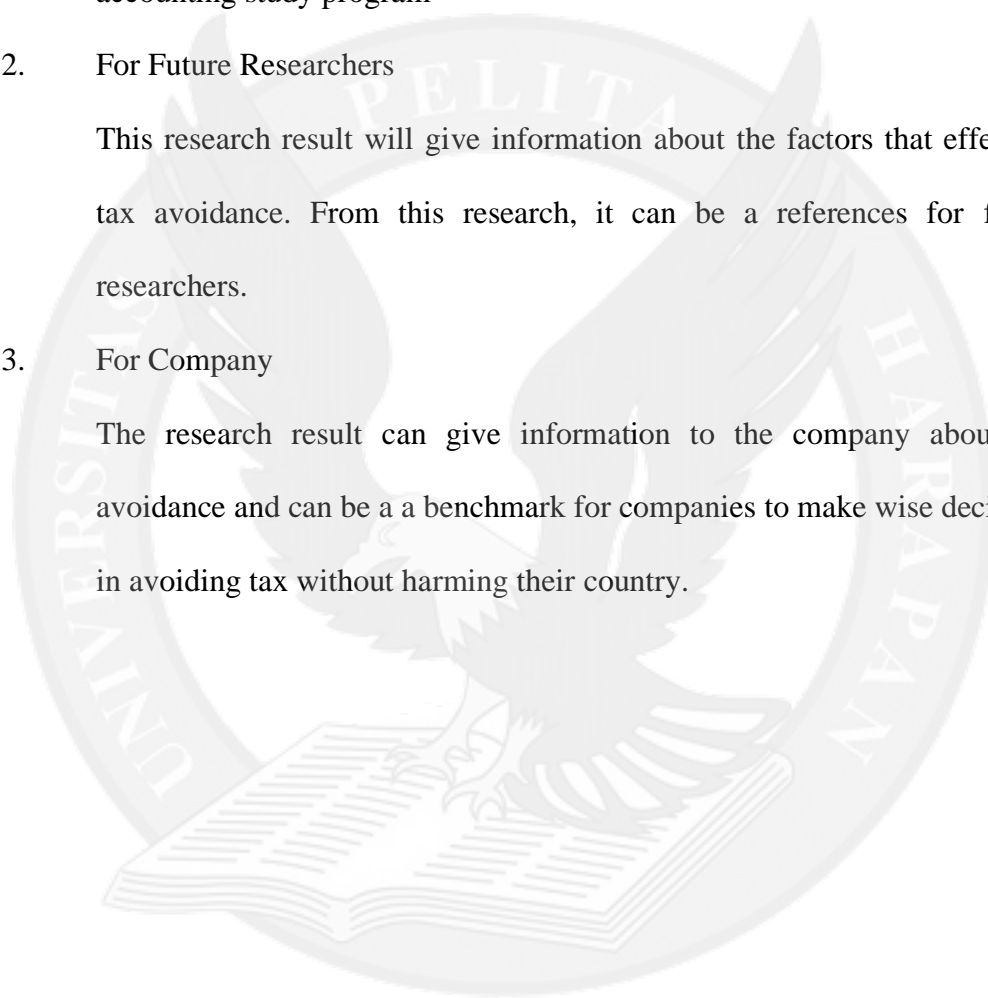 accounting study program
2. For Future Researchers
This research result will give information about the factors that effe
tax avoidance. From this research, it can be a references for f
researchers.
3. For Company
The research result can give information to the company abou
avoidance and can be a a benchmark for companies to make wise deci
in avoiding tax without harming their country.
UNIVERSITAS PELITA HARAPAN